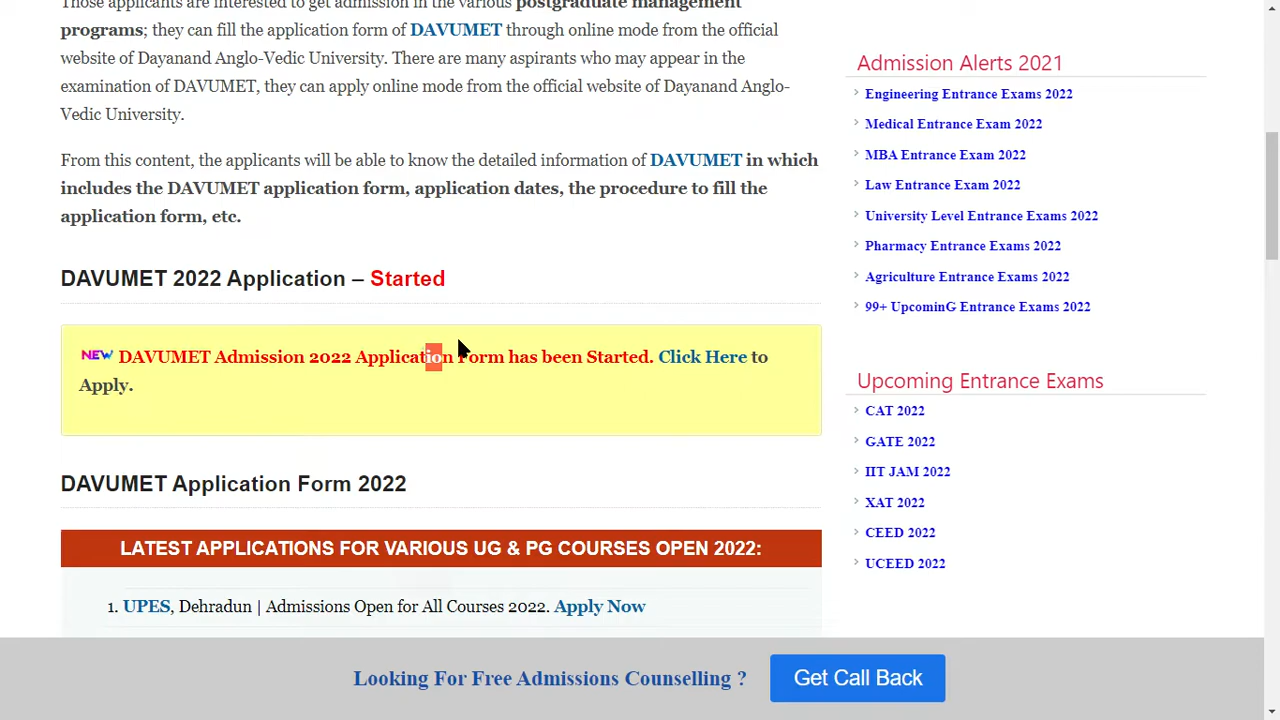 Those applicants are interested to get admission in the various postgraduate management
programs; they can fill the application form of DAVUMET through online mode from the official
website of Dayanand Anglo-Vedic University. There are many aspirants who may appear in the
examination of DAVUMET, they can apply online mode from the official website of Dayanand Anglo-
Vedic University.
From this content, the applicants will be able to know the detailed information of DAVUMET in which
includes the DAVUMET application form, application dates, the procedure to fill the
application form, etc.
DAVUMET 2022 Application – Started
NEW DAVUMET Admission 2022 Application Form has been Started. Click Here to
Apply.
DAVUMET Application Form 2022
LATEST APPLICATIONS FOR VARIOUS UG & PG COURSES OPEN 2022:
1. UPES, Dehradun | Admissions Open for All Courses 2022. Apply Now
Admission Alerts 2021
Engineering Entrance Exams 2022
Medical Entrance Exam 2022
MBA Entrance Exam 2022
Law Entrance Exam 2022
University Level Entrance Exams 2022
Pharmacy Entrance Exams 2022
Agriculture Entrance Exams 2022
99+ UpcominG Entrance Exams 2022
Upcoming Entrance Exams
CAT 2022
GATE 2022
IIT JAM 2022
XAT 2022
CEED 2022
UCEED 2022
Looking For Free Admissions Counselling ?
Get Call Back